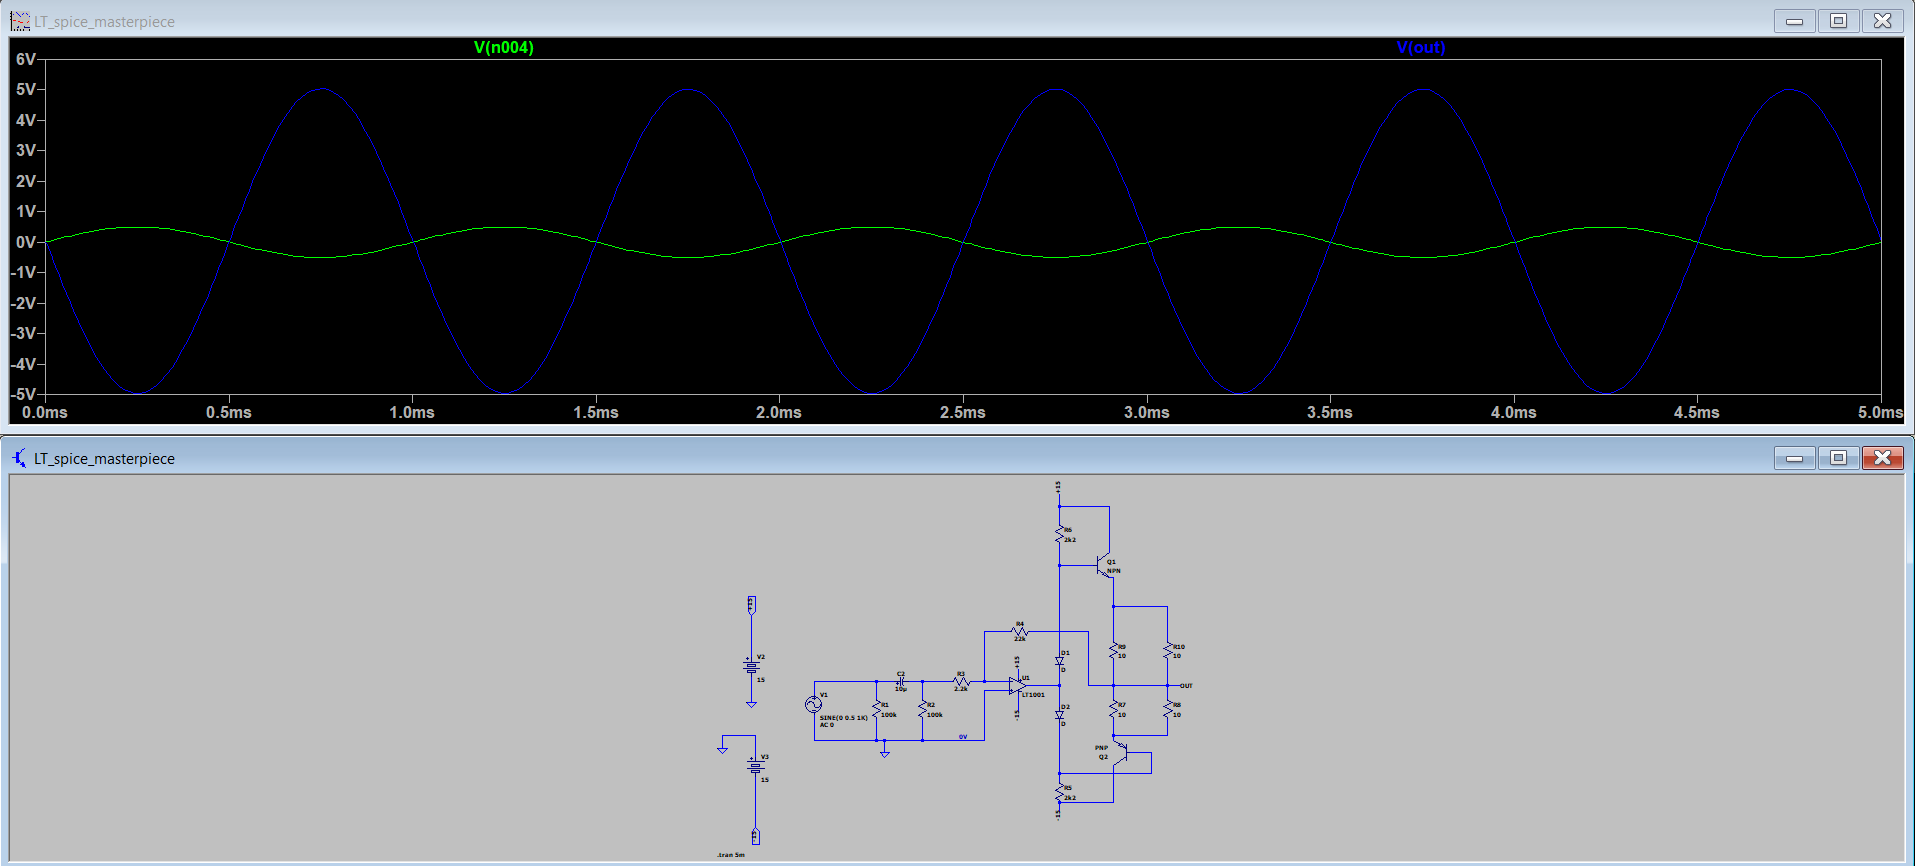 LT_spice_masterpiece
V(n004) V(out)
6V
5V
4V
3V
2V
1V
0V
-1V
-2V
-3V
-4V
-5V
0.0ms 0.5ms 1.0ms 1.5ms 2.0ms 2.5ms 3.0ms 3.5ms 4.0ms 4.5ms 5.0ms
LT_spice_masterpiece
+15
R6
2k2
Q1
NPN
+15
R4
22k
R9
10
R10
10
V2
15
+15
D1
D
C2
10µ
R3
2.2k
U1
LT1001
-15
OUT
V1
SINE(0 0.5 1K)
AC 0
R1
100k
R2
100k
0V
D2
D
R7
10
R8
10
PNP
Q2
V3
15
R5
2k2
-15
-15
.tran 5m